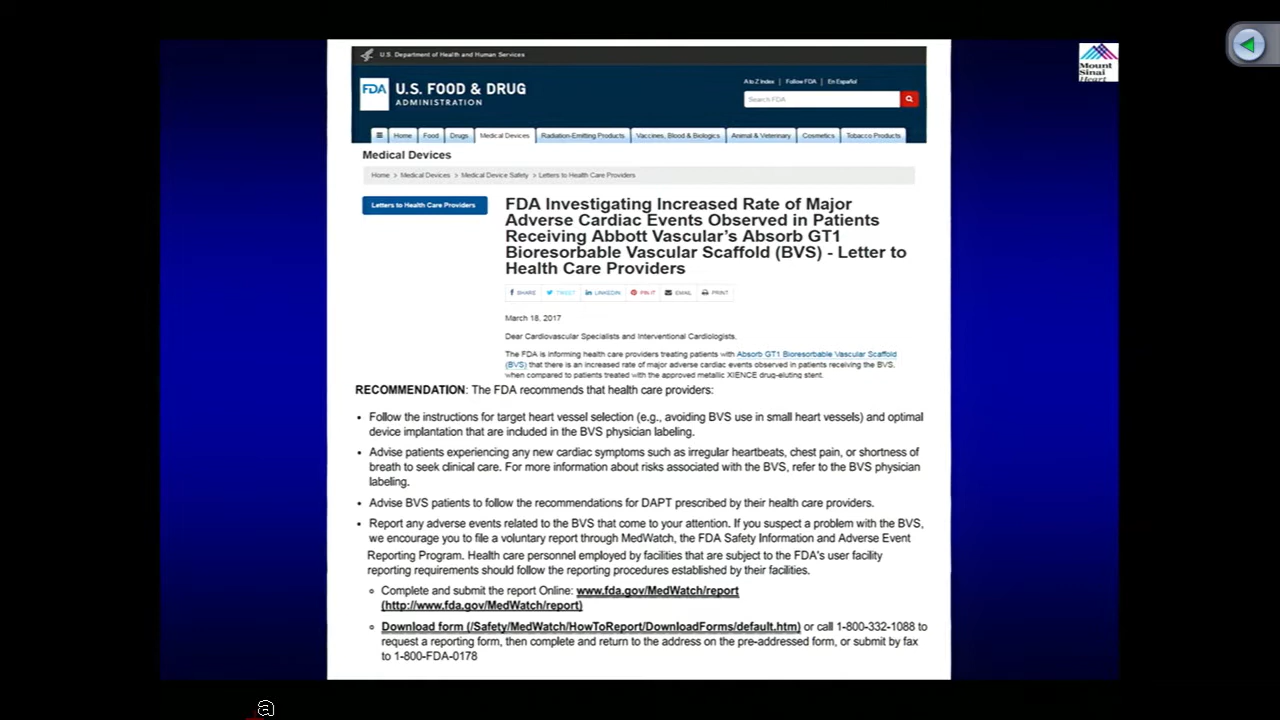 U.S. Department of Health and Human Services
Mount
Sinai
Heart
FDA
U.S. FOOD & DRUG
ADMINISTRATION
A to Z Index | Follow FDA | En Español
Search FDA
Home
Food
Drugs
Medical Devices
Radiation-Emitting Products
Vaccines, Blood & Biologics
Animal & Veterinary
Cosmetics
Tobacco Products
Medical Devices
Home > Medical Devices > Medical Device Safety > Letters to Health Care Providers
Letters to Health Care Providers
FDA Investigating Increased Rate of Major
Adverse Cardiac Events Observed in Patients
Receiving Abbott Vascular's Absorb GT1
Bioresorbable Vascular Scaffold (BVS) - Letter to
Health Care Providers
SHARE
TWEET
LINKEDIN
PIN IT
EMAIL
PRINT
March 18, 2017
Dear Cardiovascular Specialists and Interventional Cardiologists,
The FDA is informing health care providers treating patients with Absorb GT1 Bioresorbable Vascular Scaffold
(BVS) that there is an increased rate of major adverse cardiac events observed in patients receiving the BVS,
when compared to patients treated with the approved metallic XIENCE drug-eluting stent.
RECOMMENDATION: The FDA recommends that health care providers:
• Follow the instructions for target heart vessel selection (e.g., avoiding BVS use in small heart vessels) and optimal
device implantation that are included in the BVS physician labeling.
• Advise patients experiencing any new cardiac symptoms such as irregular heartbeats, chest pain, or shortness of
breath to seek clinical care. For more information about risks associated with the BVS, refer to the BVS physician
labeling.
• Advise BVS patients to follow the recommendations for DAPT prescribed by their health care providers.
• Report any adverse events related to the BVS that come to your attention. If you suspect a problem with the BVS,
we encourage you to file a voluntary report through MedWatch, the FDA Safety Information and Adverse Event
Reporting Program. Health care personnel employed by facilities that are subject to the FDA's user facility
reporting requirements should follow the reporting procedures established by their facilities.
Complete and submit the report Online: www.fda.gov/MedWatch/report
(http://www.fda.gov/MedWatch/report)
Download form (/Safety/MedWatch/HowToReport/DownloadForms/default.htm) or call 1-800-332-1088 to
request a reporting form, then complete and return to the address on the pre-addressed form, or submit by fax
to 1-800-FDA-0178
a